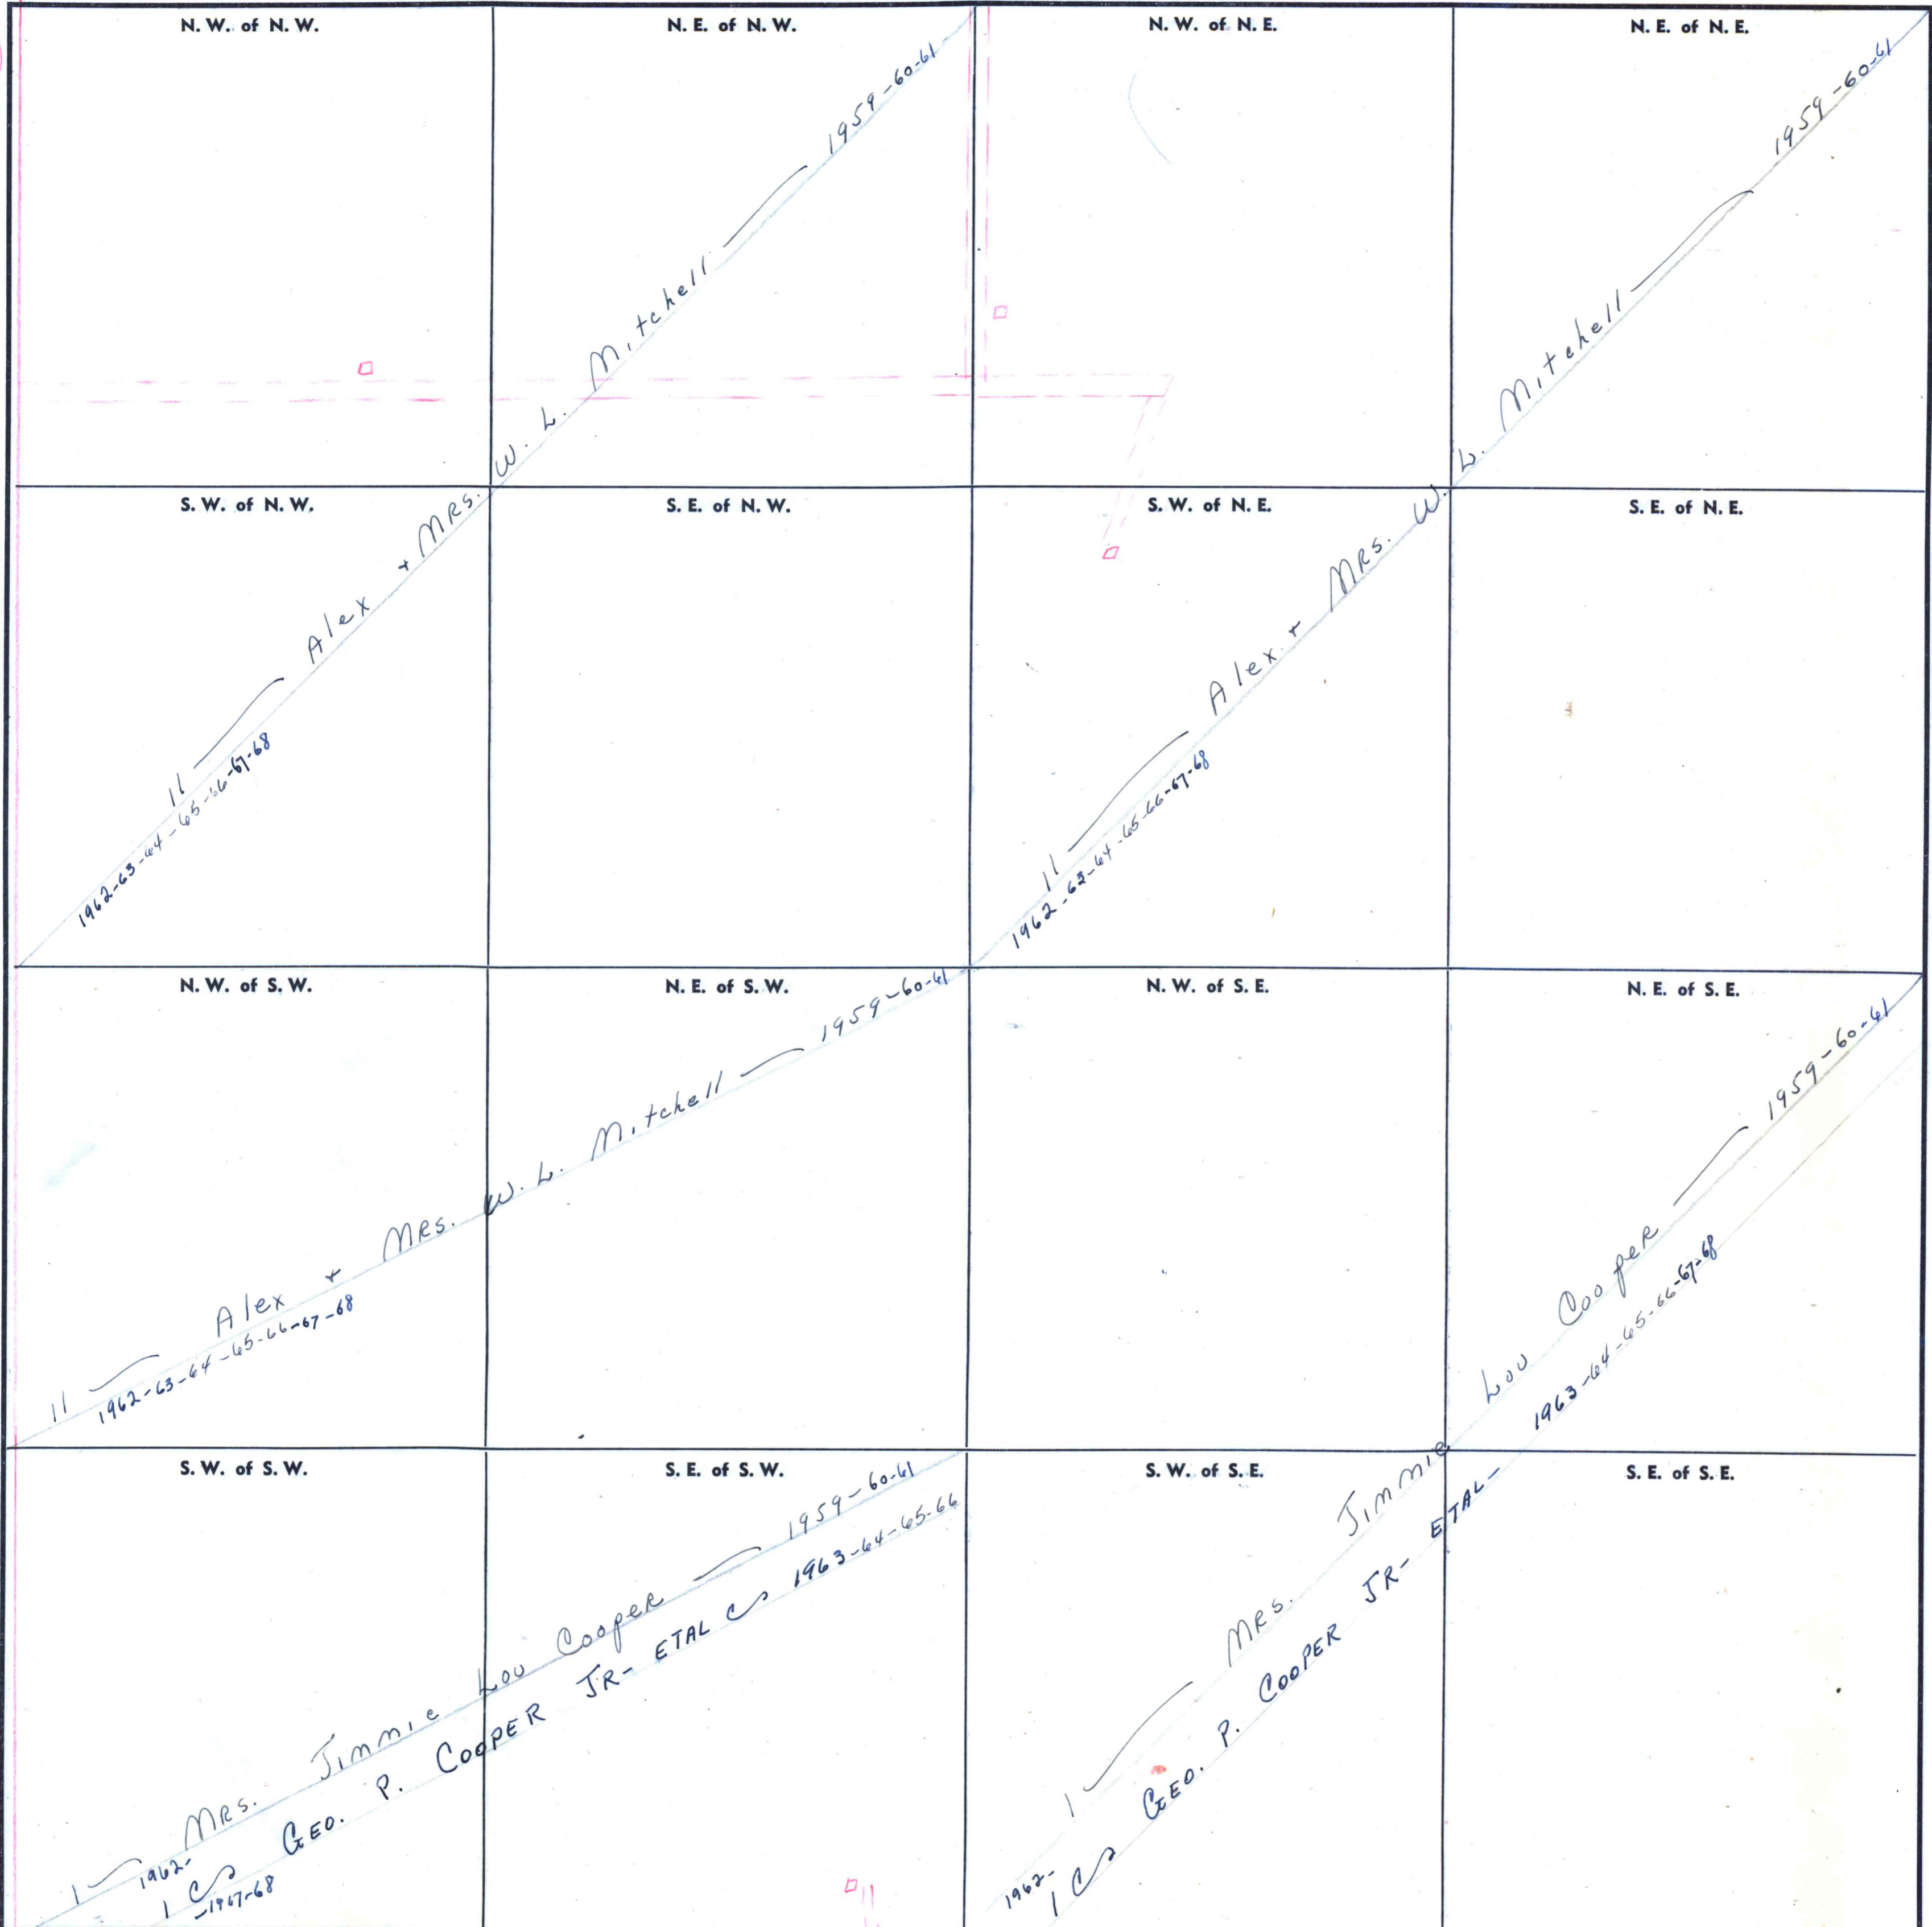 N. W. of N. W.
N. E. of N. W.
N. W. of N. E.
N. E. of N. E.
11 Alex + MRS. W. L. Mitchell 1959-60-61
1962-63-64-65-66-67-68
11 Alex + MRS. W. L. Mitchell 1959-60-61
1962-63-64-65-66-67-68
S. W. of N. W.
S. E. of N. W.
S. W. of N. E.
S. E. of N. E.
N. W. of S. W.
N. E. of S. W.
N. W. of S. E.
N. E. of S. E.
11 Alex + MRS. W. L. Mitchell 1959-60-61
1962-63-64-65-66-67-68
S. W. of S. W.
S. E. of S. W.
S. W. of S. E.
S. E. of S. E.
1 MRS. Jimmie Lou Cooper 1959-60-61
1962-
1 GEO. P. COOPER JR- ETAL 1963-64-65-66
-1967-68
1 MRS. Jimmie Lou Cooper 1959-60-61
1962-
1 GEO. P. COOPER JR- ETAL- 1963-64-65-66-67-68